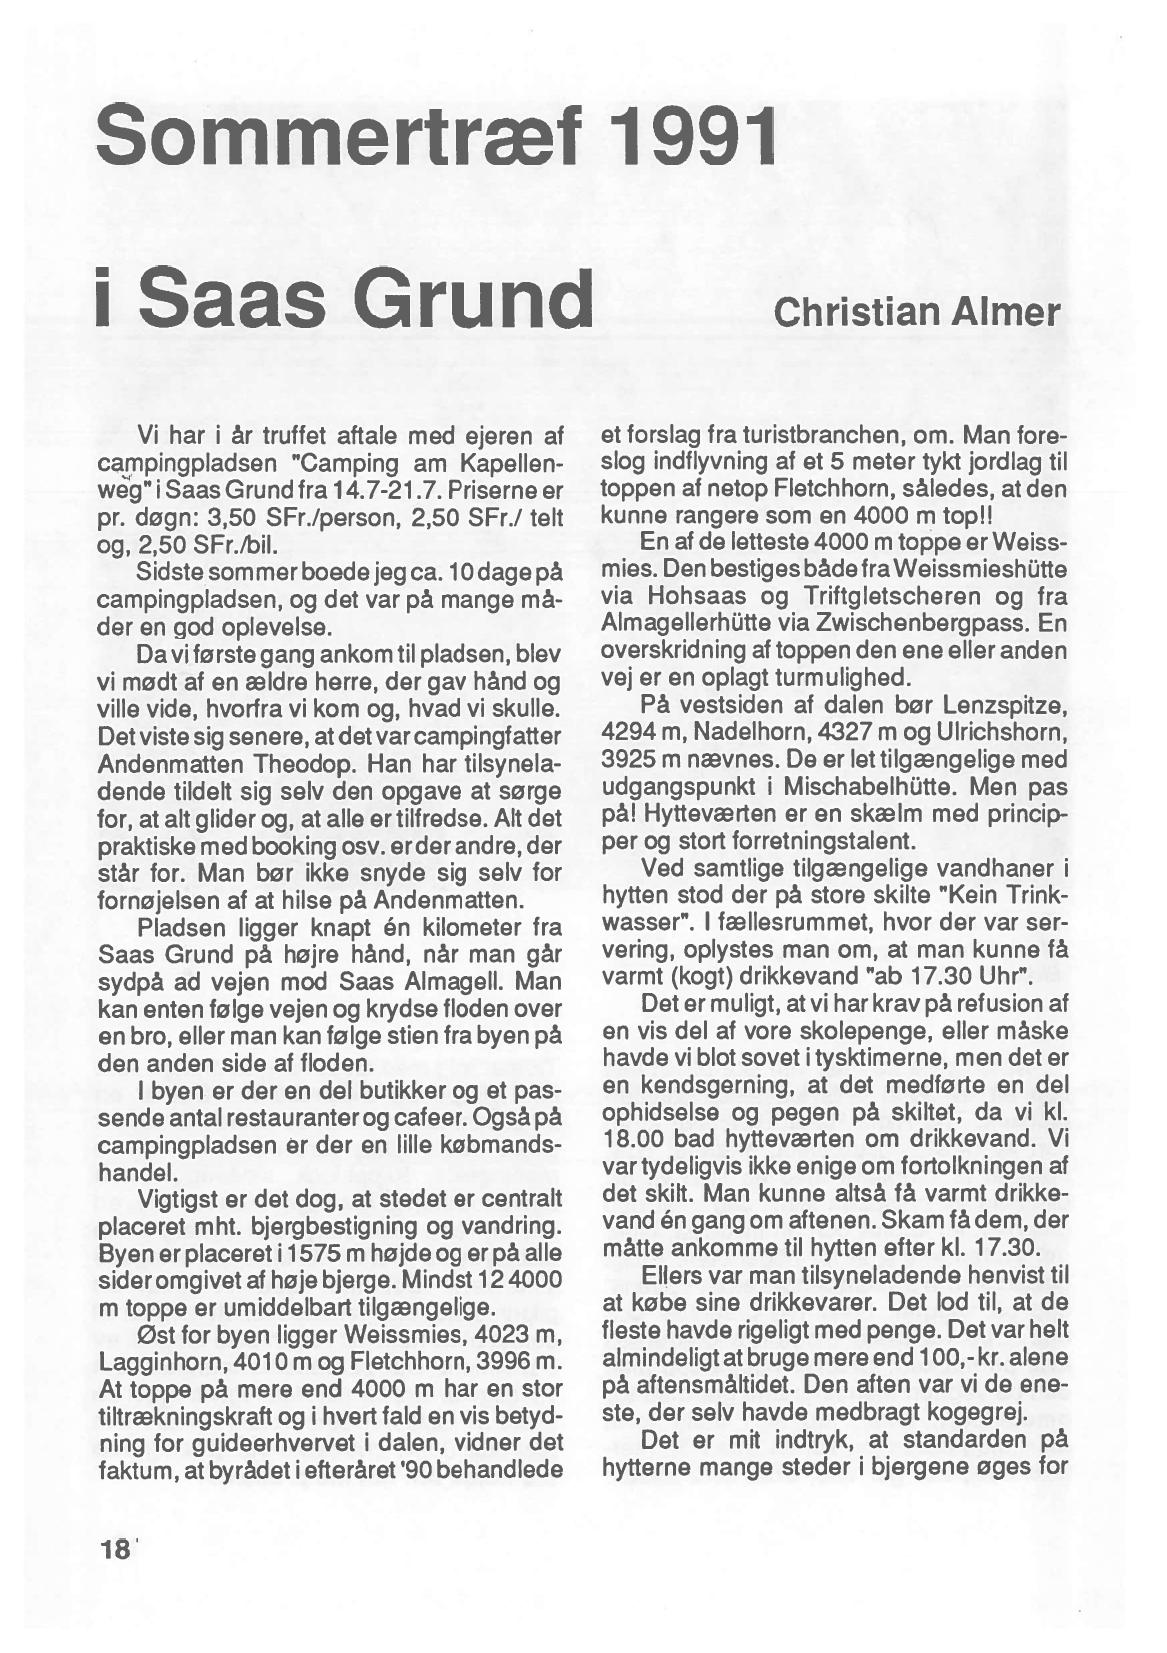 Sommertræf 1991
i Saas Grund
Christian Almer
Vi har i år truffet aftale med ejeren af
campingpladsen "Camping am Kapellen-
weg" i Saas Grund fra 14.7-21.7. Priserne er
pr. døgn: 3,50 SFr./person, 2,50 SFr./ telt
og, 2,50 SFr./bil.
Sidste sommer boede jeg ca. 10 dage på
campingpladsen, og det var på mange må-
der en god oplevelse.
Da vi første gang ankom til pladsen, blev
vi mødt af en ældre herre, der gav hånd og
ville vide, hvorfra vi kom og, hvad vi skulle.
Det viste sig senere, at det var campingfatter
Andenmatten Theodop. Han har tilsynela-
dende tildelt sig selv den opgave at sørge
for, at alt glider og, at alle er tilfredse. Alt det
praktiske med booking osv. er der andre, der
står for. Man bør ikke snyde sig selv for
fornøjelsen af at hilse på Andenmatten.
Pladsen ligger knapt én kilometer fra
Saas Grund på højre hånd, når man går
sydpå ad vejen mod Saas Almagell. Man
kan enten følge vejen og krydse floden over
en bro, eller man kan følge stien fra byen på
den anden side af floden.
I byen er der en del butikker og et pas-
sende antal restauranter og cafeer. Også på
campingpladsen er der en lille købmands-
handel.
Vigtigst er det dog, at stedet er centralt
placeret mht. bjergbestigning og vandring.
Byen er placeret i 1575 m højde og er på alle
sider omgivet af høje bjerge. Mindst 12 4000
m toppe er umiddelbart tilgængelige.
Øst for byen ligger Weissmies, 4023 m,
Lagginhorn, 4010 m og Fletchhorn, 3996 m.
At toppe på mere end 4000 m har en stor
tiltrækningskraft og i hvert fald en vis betyd-
ning for guideerhvervet i dalen, vidner det
faktum, at byrådet i efteråret '90 behandlede
et forslag fra turistbranchen, om. Man fore-
slog indflyvning af et 5 meter tykt jordlag til
toppen af netop Fletchhorn, således, at den
kunne rangere som en 4000 m top!!
En af de letteste 4000 m toppe er Weiss-
mies. Den bestiges både fra Weissmieshütte
via Hohsaas og Triftgletscheren og fra
Almagellerhütte via Zwischenbergpass. En
overskridning af toppen den ene eller anden
vej er en oplagt turmulighed.
På vestsiden af dalen bør Lenzspitze,
4294 m, Nadelhorn, 4327 m og Ulrichshorn,
3925 m nævnes. De er let tilgængelige med
udgangspunkt i Mischabelhütte. Men pas
på! Hytteværten er en skælm med princip-
per og stort forretningstalent.
Ved samtlige tilgængelige vandhaner i
hytten stod der på store skilte "Kein Trink-
wasser". I fællesrummet, hvor der var ser-
vering, oplystes man om, at man kunne få
varmt (kogt) drikkevand "ab 17.30 Uhr".
Det er muligt, at vi har krav på refusion af
en vis del af vore skolepenge, eller måske
havde vi blot sovet i tysktimerne, men det er
en kendsgerning, at det medførte en del
ophidselse og pegen på skiltet, da vi kl.
18.00 bad hytteværten om drikkevand. Vi
var tydeligvis ikke enige om fortolkningen af
det skilt. Man kunne altså få varmt drikke-
vand én gang om aftenen. Skam få dem, der
måtte ankomme til hytten efter kl. 17.30.
Ellers var man tilsyneladende henvist til
at købe sine drikkevarer. Det lod til, at de
fleste havde rigeligt med penge. Det var helt
almindeligt at bruge mere end 100,- kr. alene
på aftensmåltidet. Den aften var vi de ene-
ste, der selv havde medbragt kogegrej.
Det er mit indtryk, at standarden på
hytterne mange steder i bjergene øges for
18